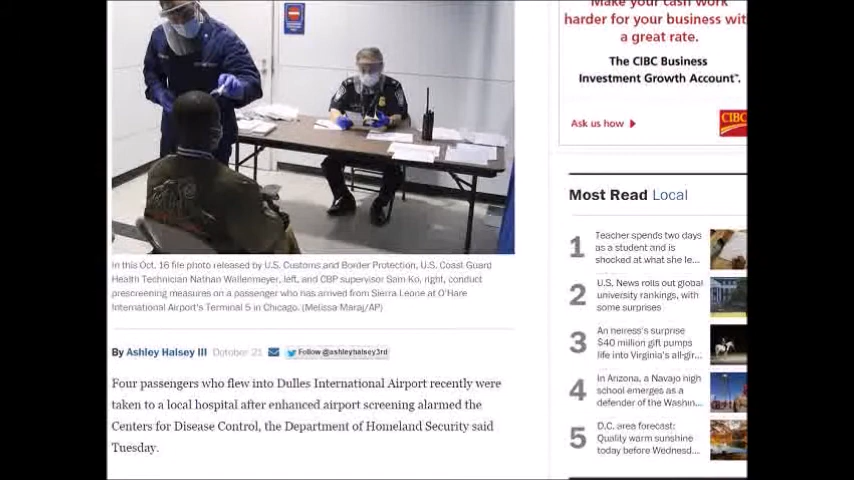 Make your cash work
harder for your business wit
a great rate.
The CIBC Business
Investment Growth Account™.
Ask us how
CIBC
Most Read Local
1 Teacher spends two days
as a student and is
shocked at what she le...
2 U.S. News rolls out global
university rankings, with
some surprises
3 An heiress's surprise
$40 million gift pumps
life into Virginia's all-gir...
4 In Arizona, a Navajo high
school emerges as a
defender of the Washin...
5 D.C. area forecast:
Quality warm sunshine
today before Wednesd...
In this Oct. 16 file photo released by U.S. Customs and Border Protection, U.S. Coast Guard
Health Technician Nathan Wallenmeyer, left, and CBP supervisor Sam Ko, right, conduct
prescreening measures on a passenger who has arrived from Sierra Leone at O'Hare
International Airport's Terminal 5 in Chicago. (Melissa Maraj/AP)
By Ashley Halsey III October 21 Follow @ashleyhalsey3rd
Four passengers who flew into Dulles International Airport recently were
taken to a local hospital after enhanced airport screening alarmed the
Centers for Disease Control, the Department of Homeland Security said
Tuesday.